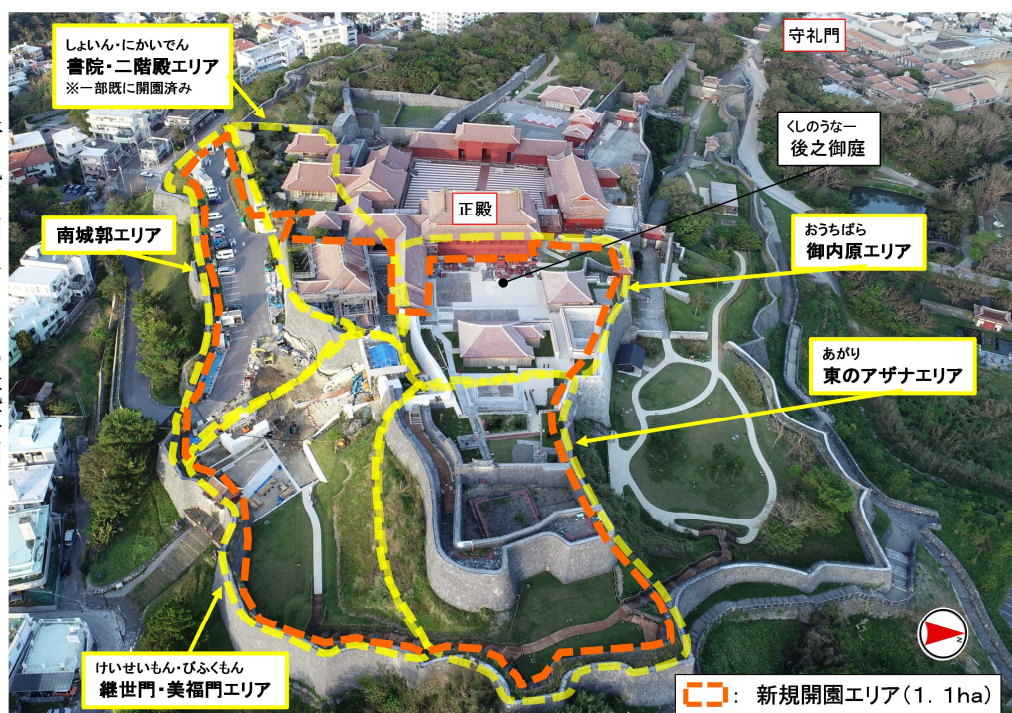 しょいん・にかいでん
書院・二階殿エリア
※一部既に開園済み
守礼門
くしのうなー
後之御庭
正殿
南城郭エリア
おうちばら
御内原エリア
あがり
東のアザナエリア
けいせいもん・びふくもん
継世門・美福門エリア
N
: 新規開園エリア(1. 1ha)